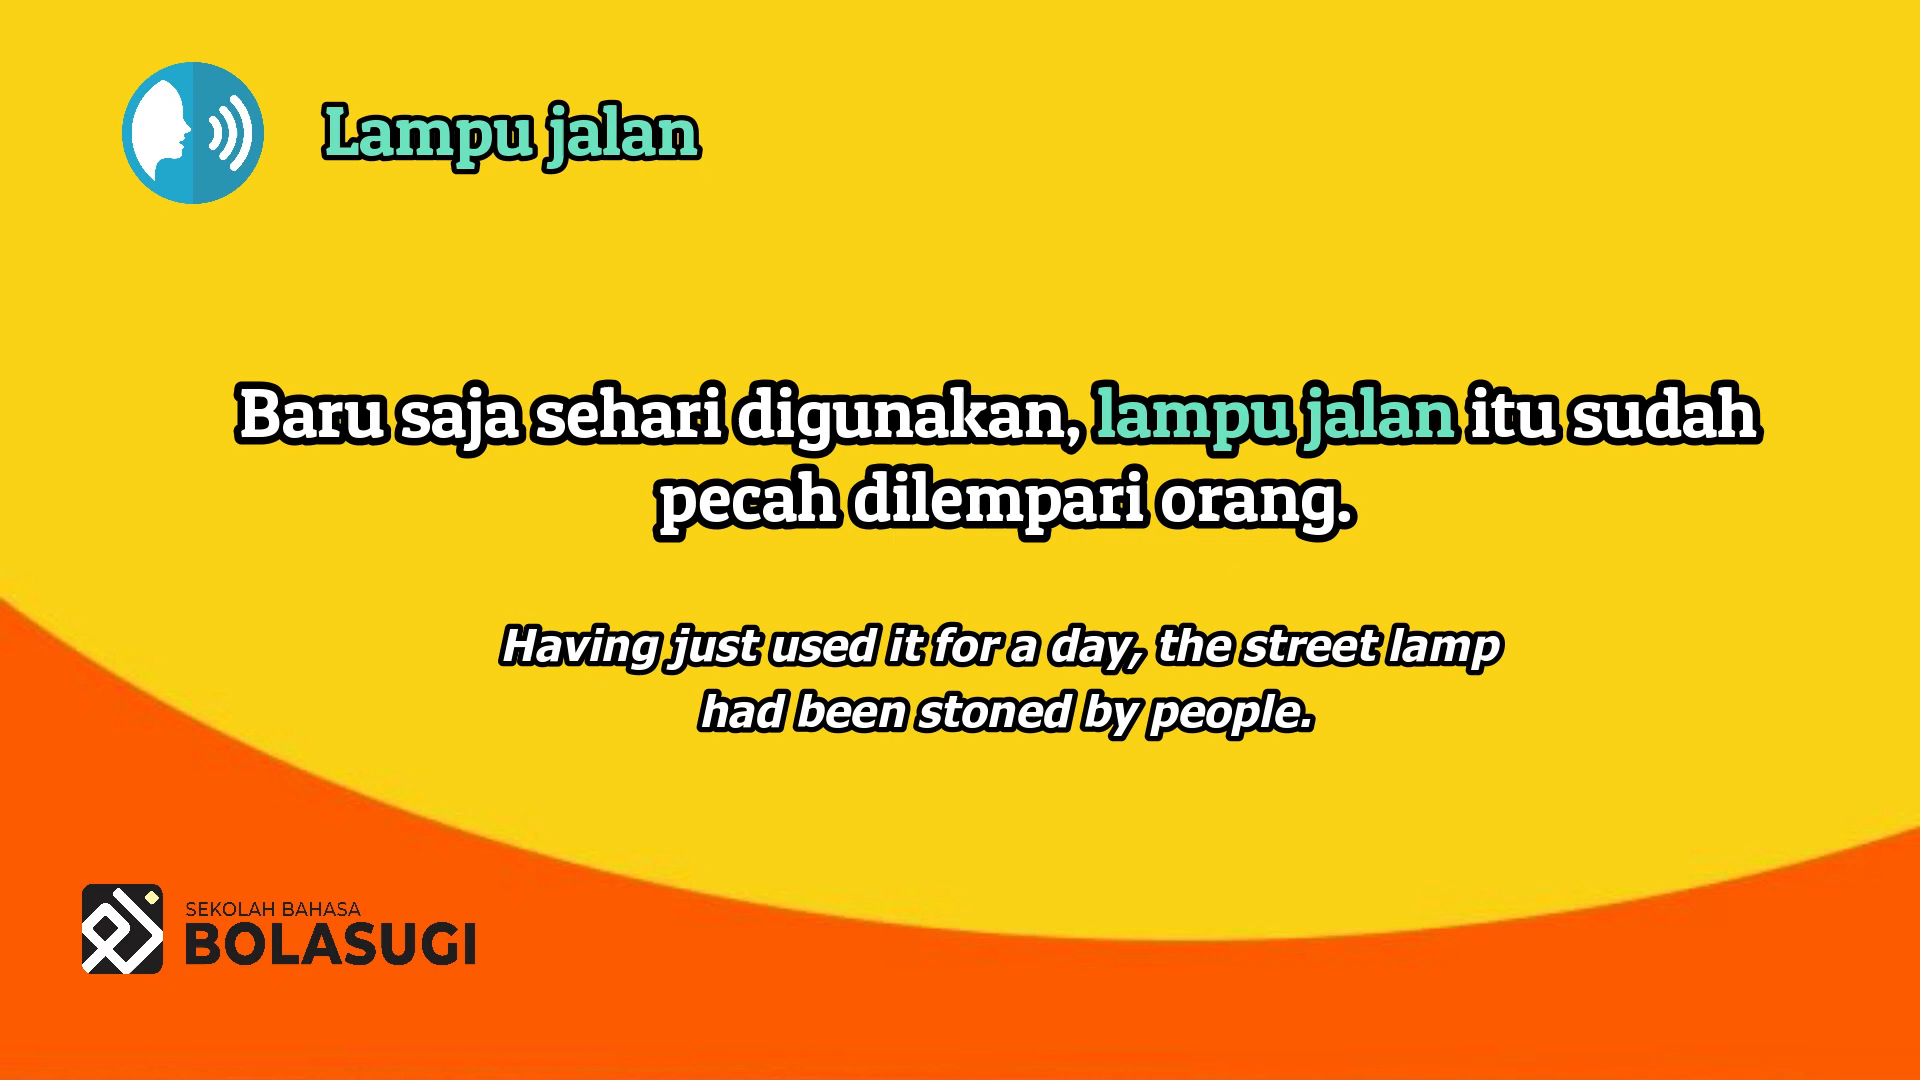 Lampu jalan
Baru saja sehari digunakan, lampu jalan itu sudah
pecah dilempari orang.
Having just used it for a day, the street lamp
had been stoned by people.
SEKOLAH BAHASA
BOLASUGI